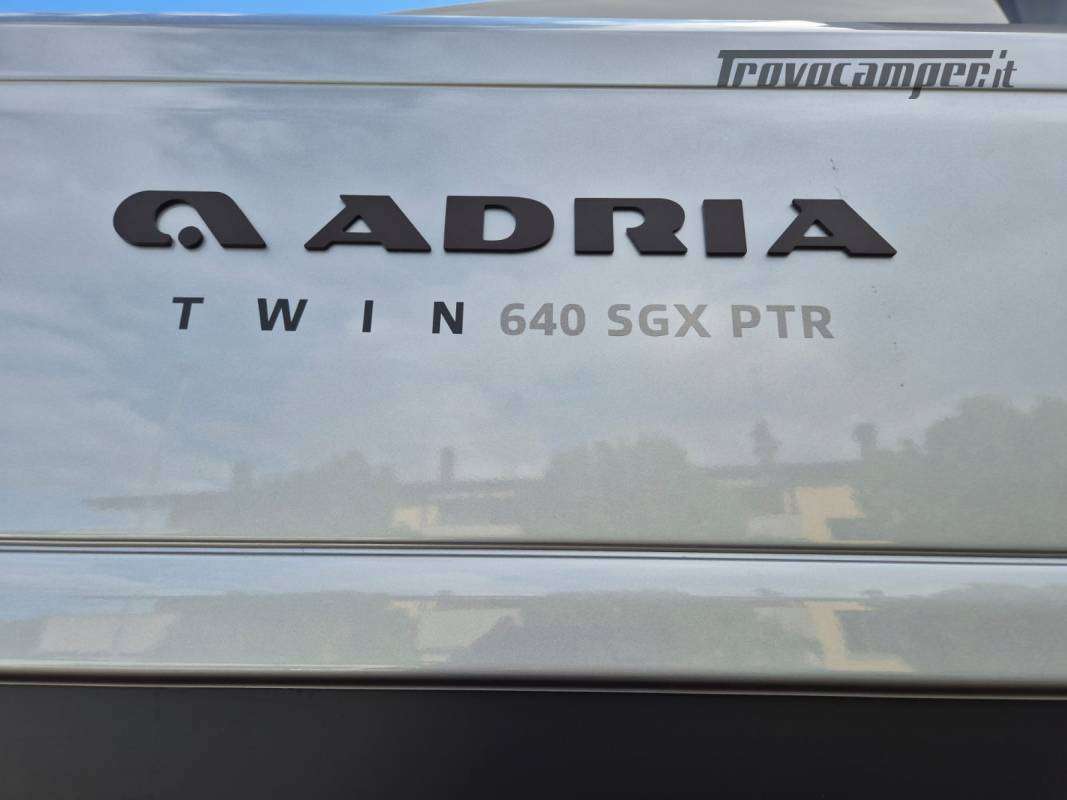 Trovocamper.it
ADRIA
TWIN 640 SGX PTR